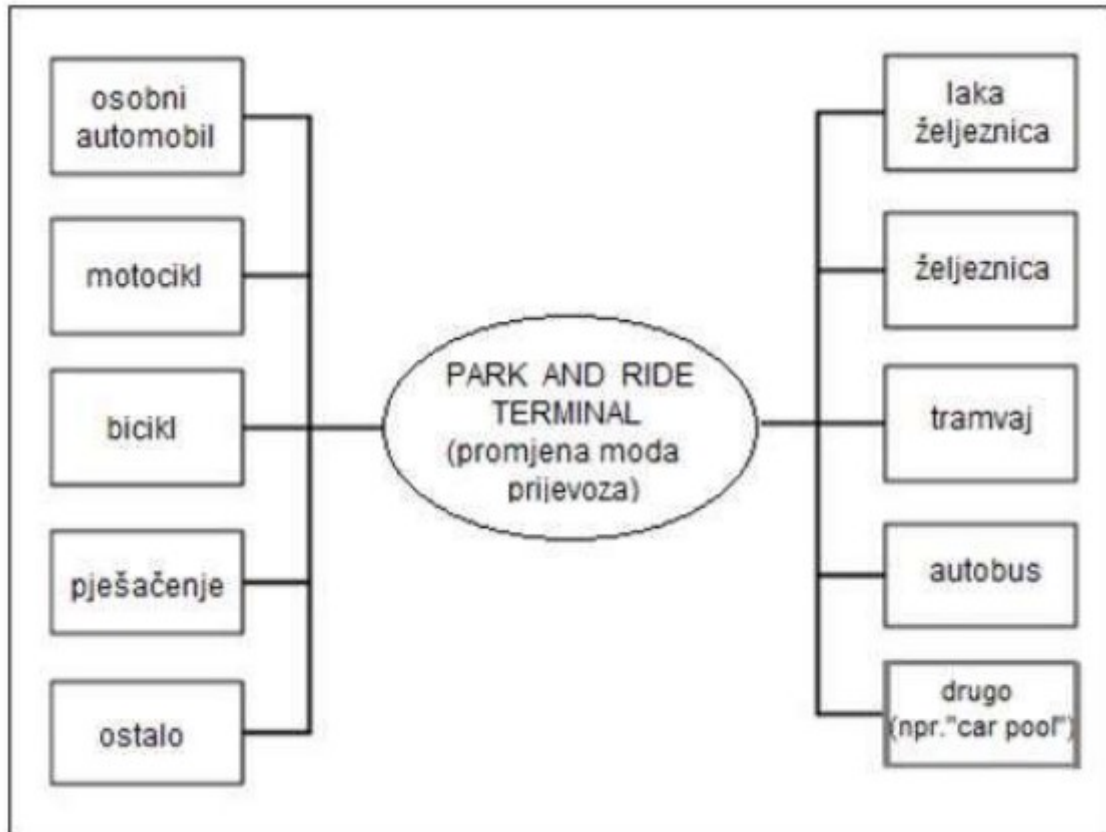 osobni
automobil
motocikl
bicikl
pješačenje
ostalo
PARK AND RIDE
TERMINAL
(promjena moda
prijevoza)
laka
željeznica
željeznica
tramvaj
autobus
drugo
(npr."car pool")